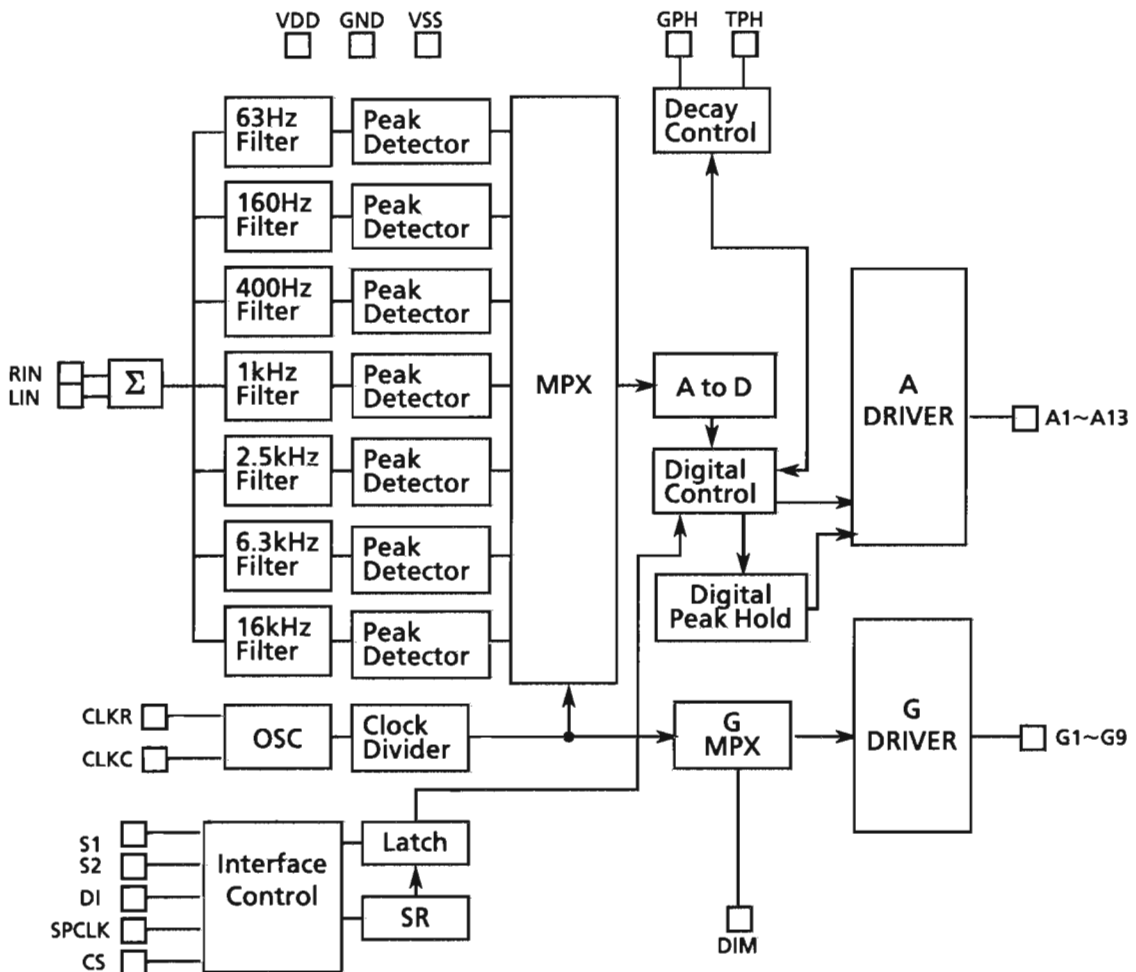 VDD GND VSS
GPH TPH
63Hz
Filter
Peak
Detector
Decay
Control
160Hz
Filter
Peak
Detector
400Hz
Filter
Peak
Detector
RIN
LIN
Σ
1kHz
Filter
Peak
Detector
MPX
A to D
A
DRIVER
A1~A13
2.5kHz
Filter
Peak
Detector
Digital
Control
6.3kHz
Filter
Peak
Detector
Digital
Peak Hold
16kHz
Filter
Peak
Detector
CLKR
CLKC
OSC
Clock
Divider
G
MPX
G
DRIVER
G1~G9
S1
S2
DI
SPCLK
CS
Interface
Control
Latch
SR
DIM